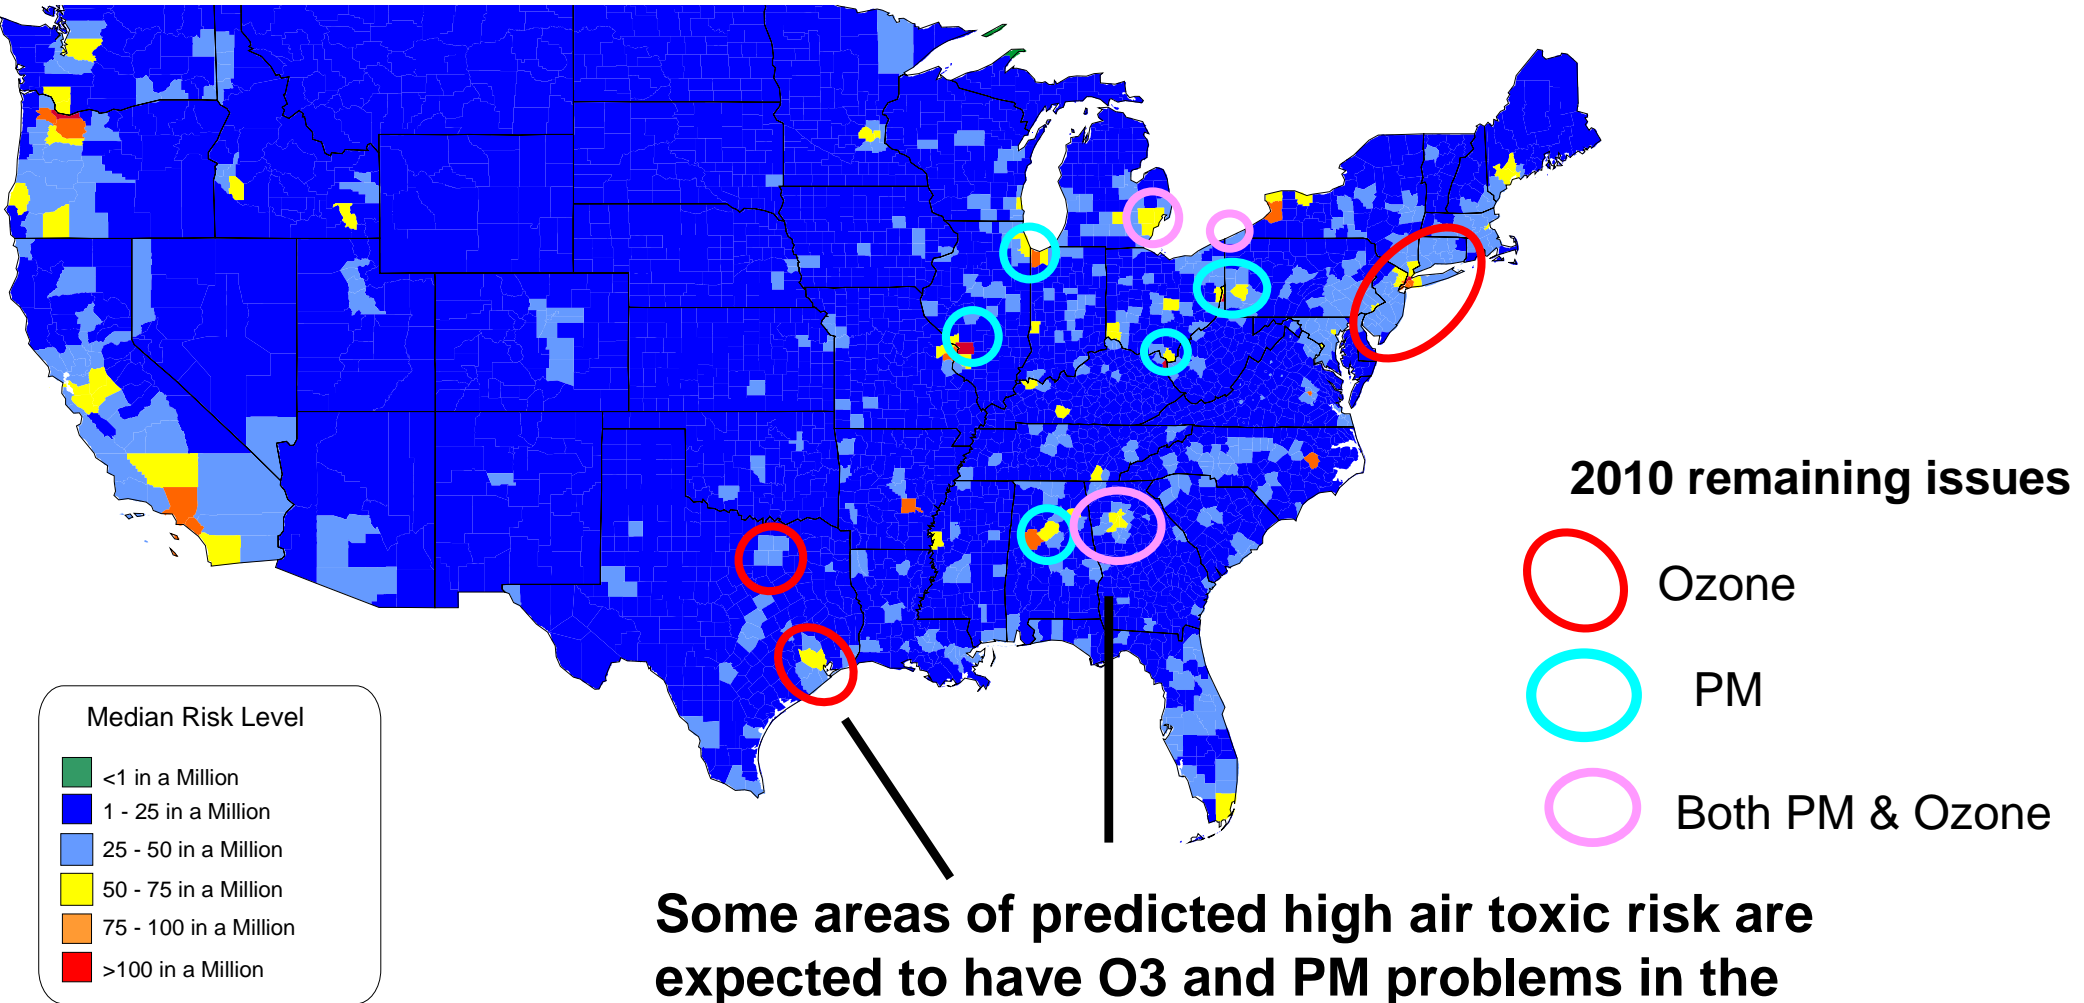 2010 remaining issues
Ozone
PM
Both PM & Ozone
Median Risk Level
<1 in a Million
1 - 25 in a Million
25 - 50 in a Million
50 - 75 in a Million
75 - 100 in a Million
>100 in a Million
Some areas of predicted high air toxic risk are
expected to have O3 and PM problems in the